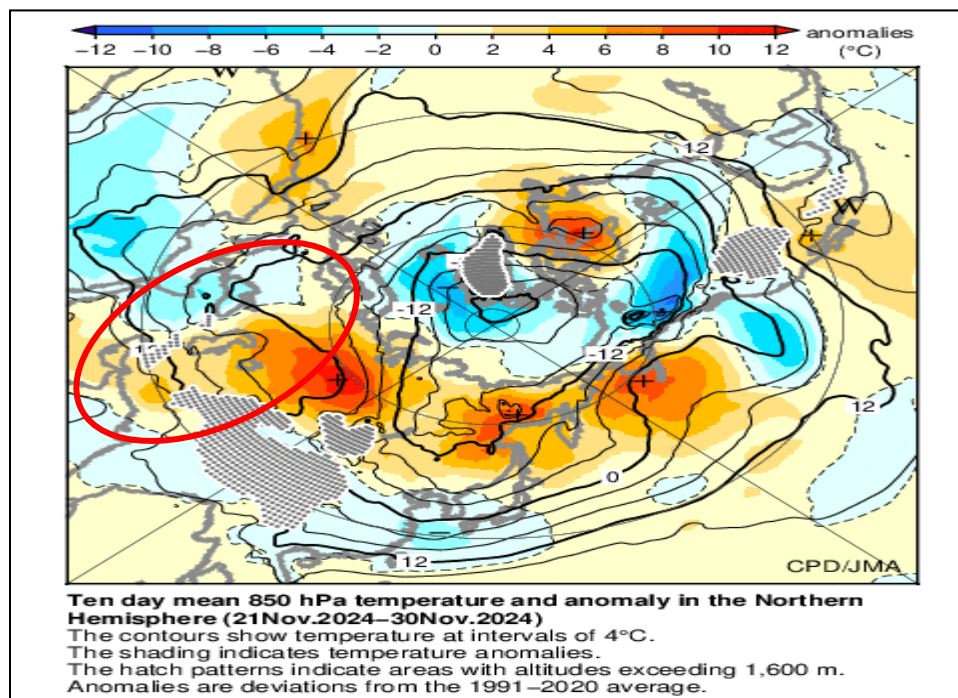 anomalies
−12 −10 −8 −6 −4 −2 0 2 4 6 8 10 12 (°C)
W
12
W
-12
-12
12
0
12
CPD/JMA
Ten day mean 850 hPa temperature and anomaly in the Northern
Hemisphere (21Nov.2024−30Nov.2024)
The contours show temperature at intervals of 4°C.
The shading indicates temperature anomalies.
The hatch patterns indicate areas with altitudes exceeding 1,600 m.
Anomalies are deviations from the 1991−2020 average.